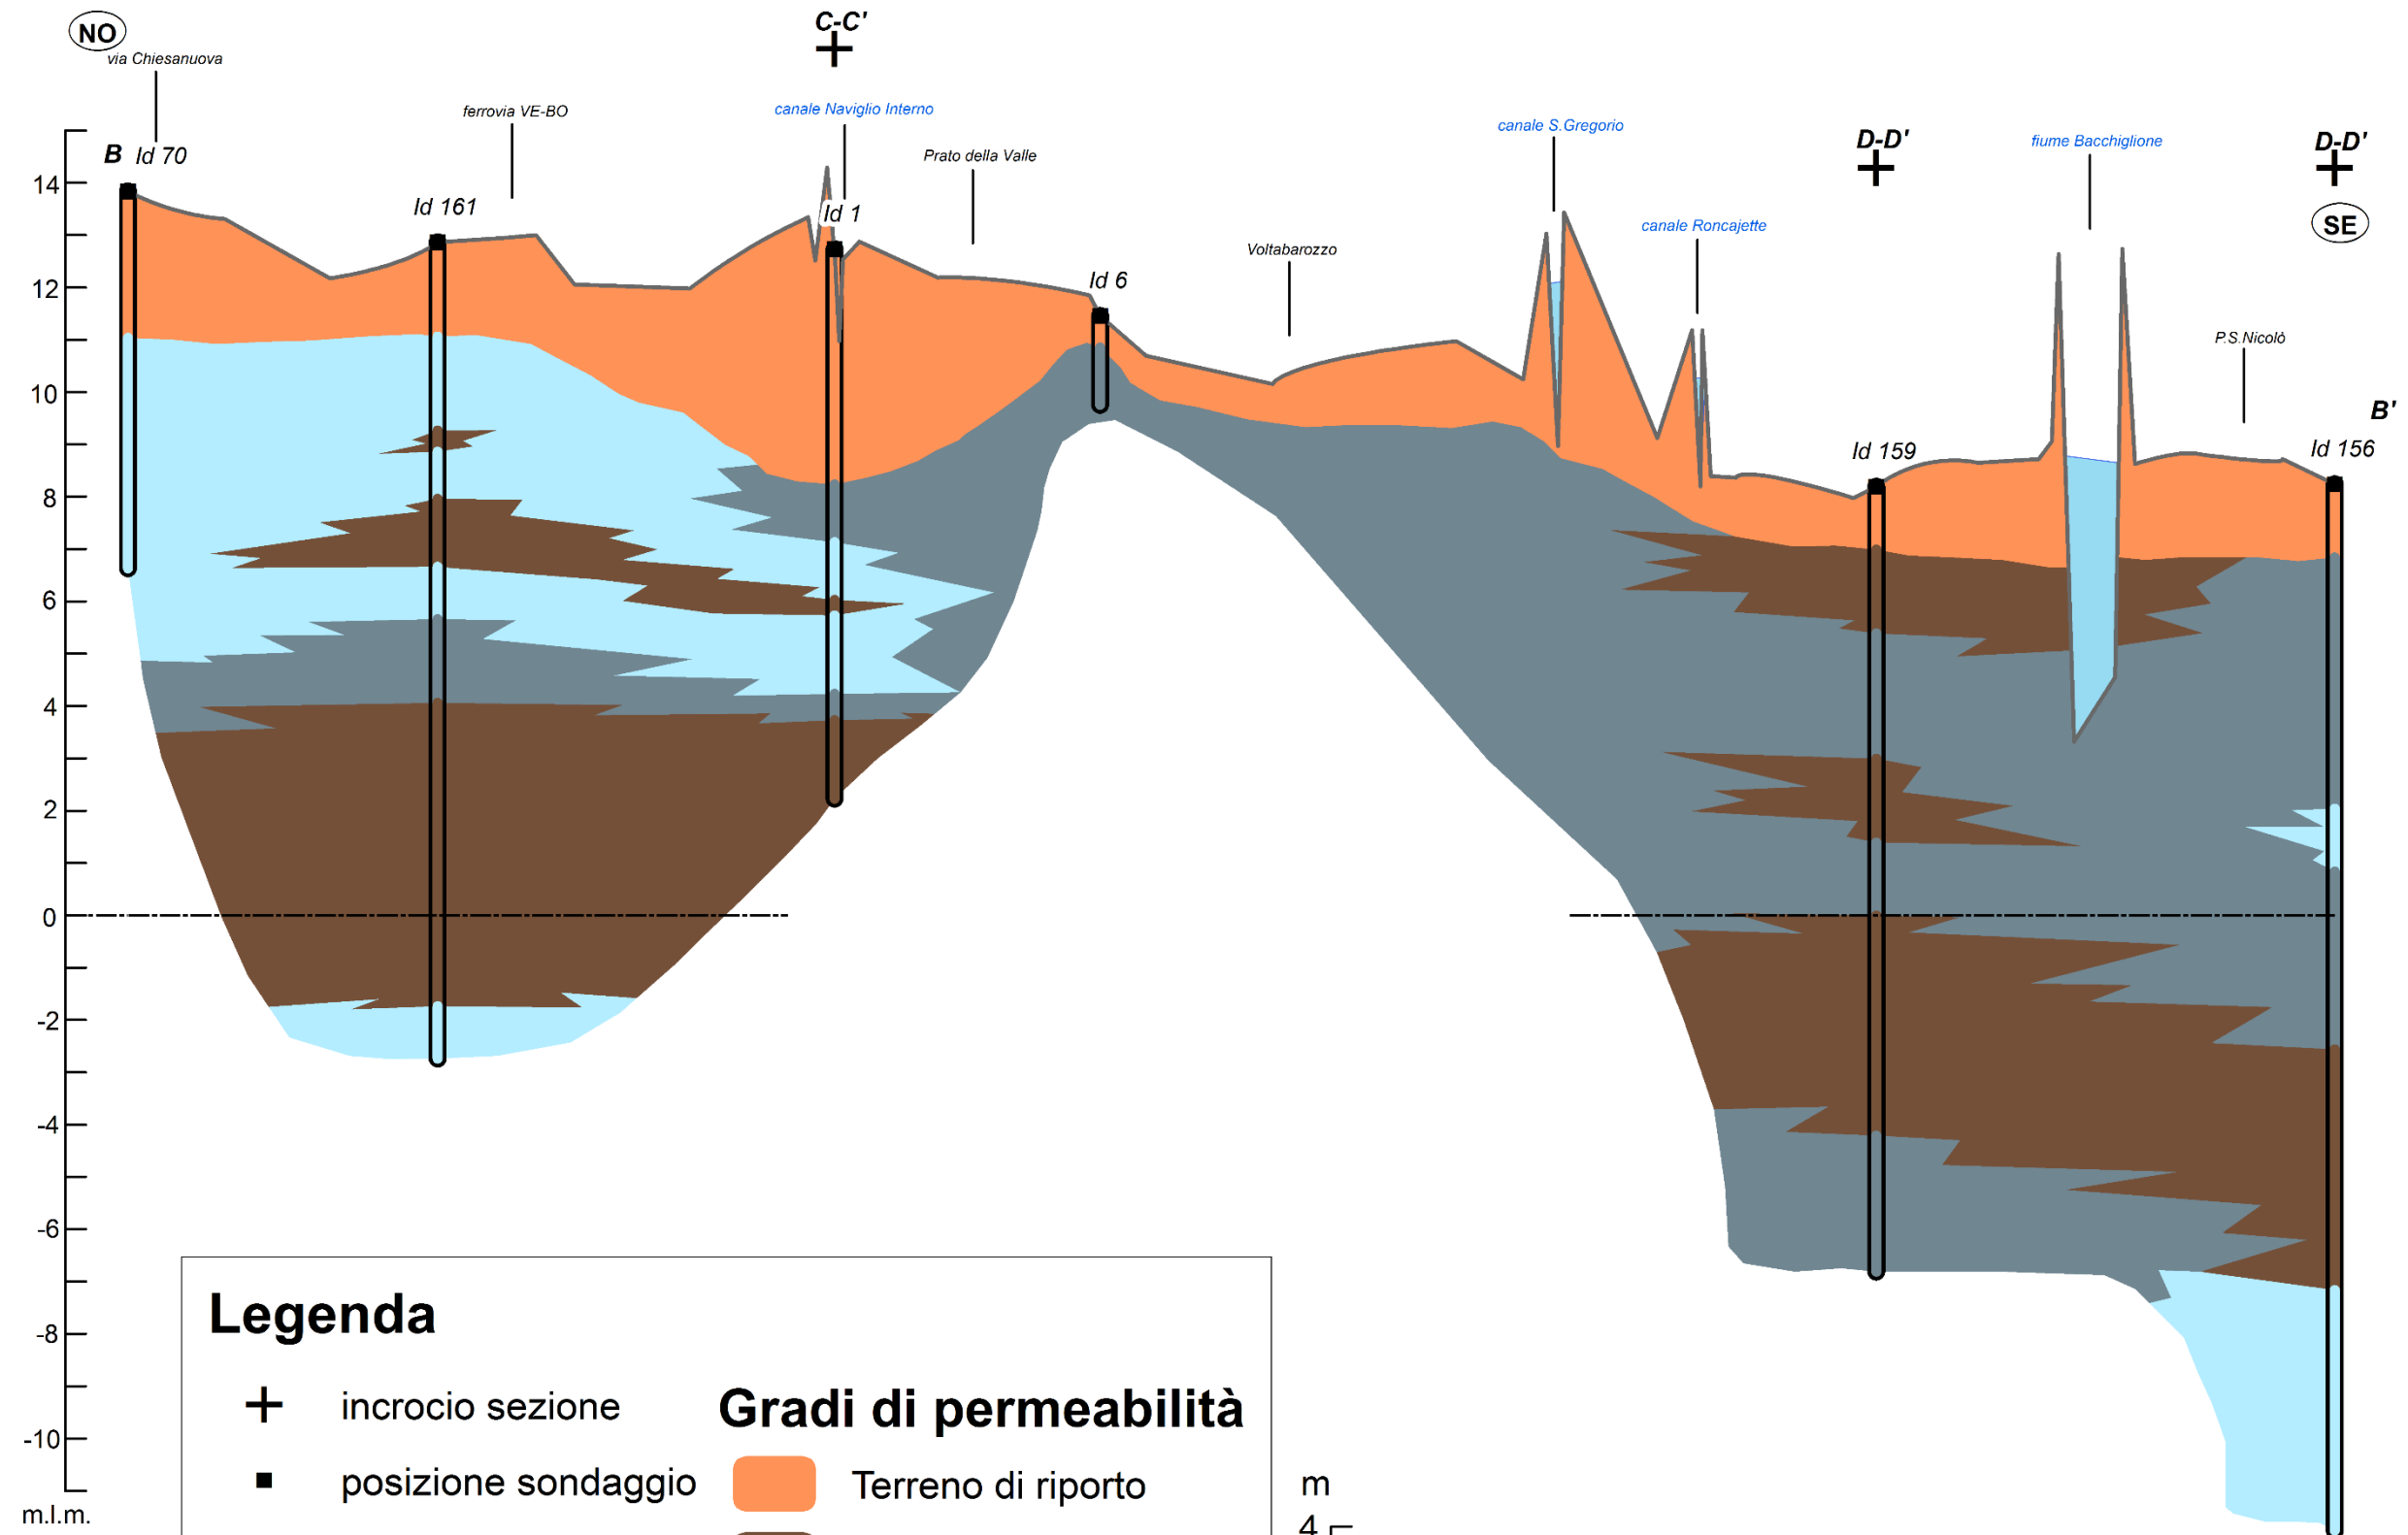 NO
via Chiesanuova
C-C'
ferrovia VE-BO
canale Naviglio Interno
Prato della Valle
canale S.Gregorio
D-D'
fiume Bacchiglione
D-D'
B Id 70
Id 161
Id 1
Id 6
Voltabarozzo
canale Roncajette
SE
P.S.Nicolò
B'
Id 159
Id 156
14
12
10
8
6
4
2
0
-2
-4
-6
-8
-10
m.l.m.
Legenda
incrocio sezione
posizione sondaggio
Gradi di permeabilità
Terreno di riporto
m
4